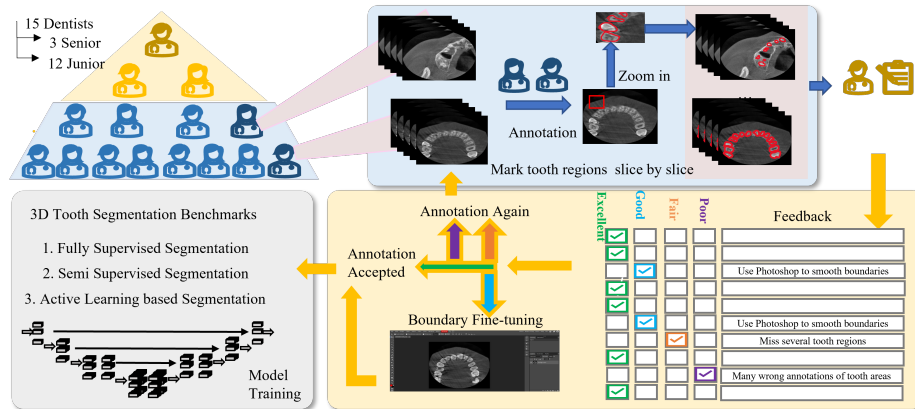 15 Dentists
3 Senior
12 Junior
Annotation
Zoom in
...
Mark tooth regions slice by slice
3D Tooth Segmentation Benchmarks
1. Fully Supervised Segmentation
2. Semi Supervised Segmentation
3. Active Learning based Segmentation
Model
Training
Annotation Again
Annotation
Accepted
Boundary Fine-tuning
Excellent
Good
Fair
Poor
Feedback
Use Photoshop to smooth boundaries
Use Photoshop to smooth boundaries
Miss several tooth regions
Many wrong annotations of tooth areas